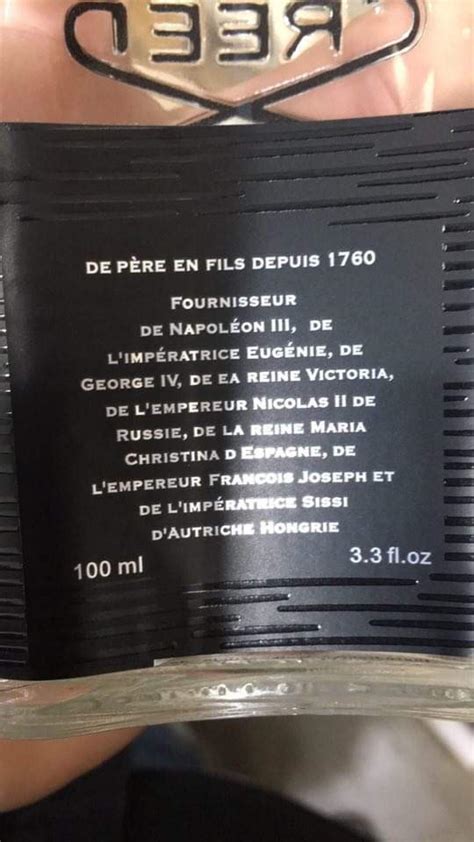 CREED
DE PÈRE EN FILS DEPUIS 1760
FOURNISSEUR
DE NAPOLÉON III, DE
L'IMPÉRATRICE EUGÉNIE, DE
GEORGE IV, DE EA REINE VICTORIA,
DE L'EMPEREUR NICOLAS II DE
RUSSIE, DE LA REINE MARIA
CHRISTINA D ESPAGNE, DE
L'EMPEREUR FRANCOIS JOSEPH ET
DE L'IMPÉRATRICE SISSI
D'AUTRICHE HONGRIE
100 ml 3.3 fl.oz